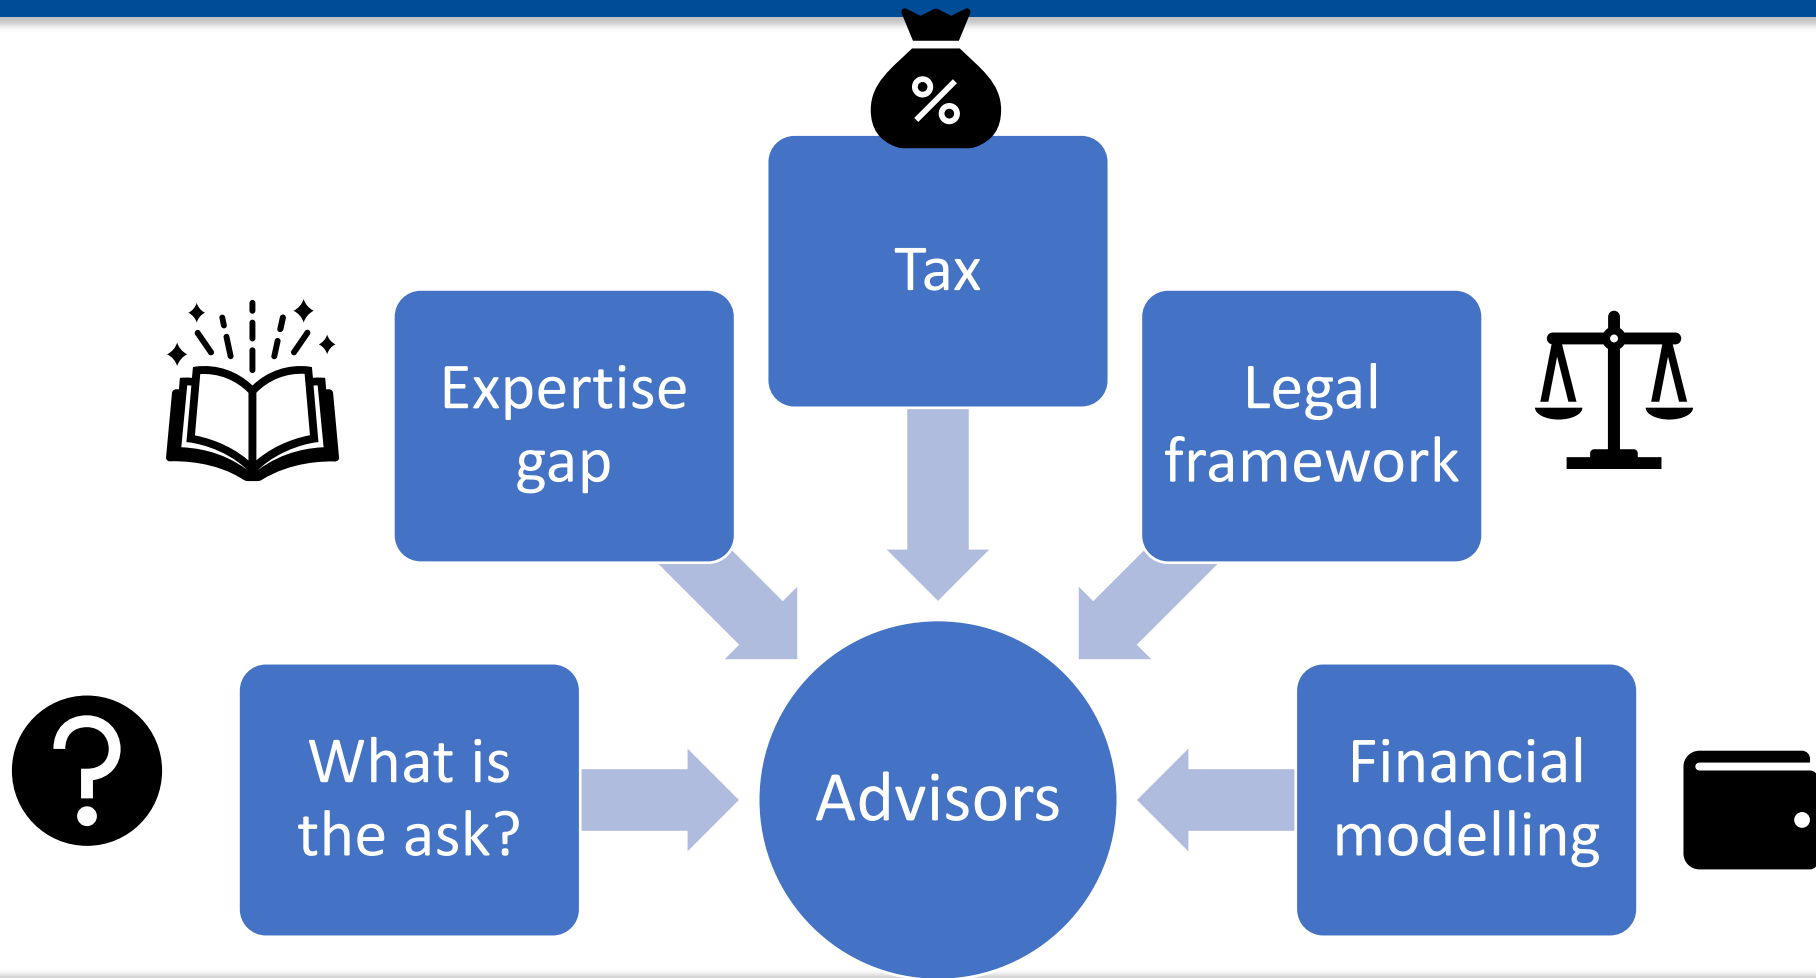 %
Tax
Expertise
gap
Legal
framework
?
What is
the ask?
Advisors
Financial
modelling